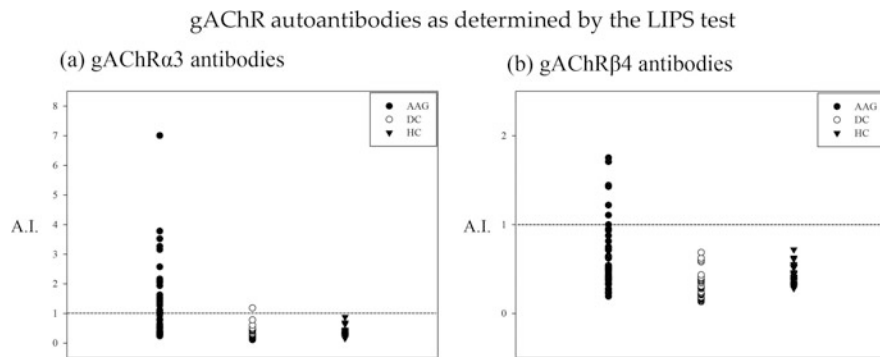 gAChR autoantibodies as determined by the LIPS test
(a) gAChRα3 antibodies
8
7
6
5
4
3
2
1
0
A.I.
AAG
DC
HC
(b) gAChRβ4 antibodies
2
1
0
A.I.
AAG
DC
HC